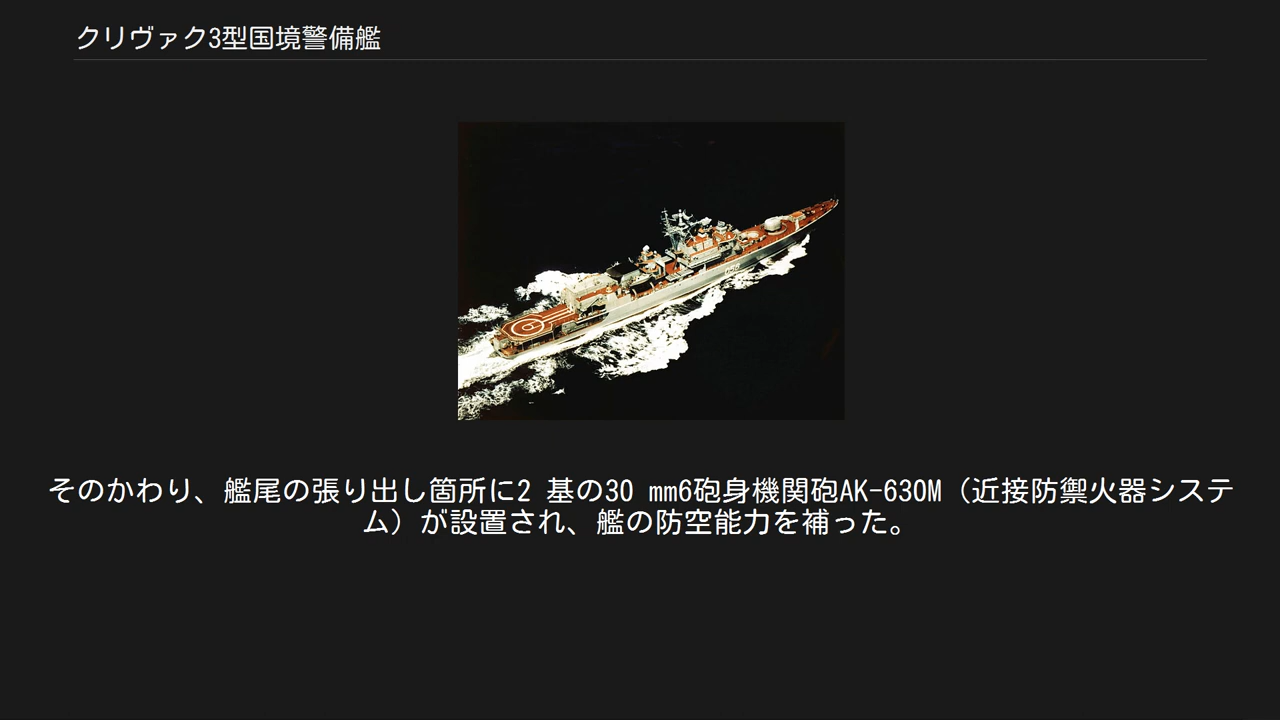 クリヴァク3型国境警備艦
そのかわり、艦尾の張り出し箇所に2 基の30 mm6砲身機関砲AK-630M（近接防禦火器システ
ム）が設置され、艦の防空能力を補った。